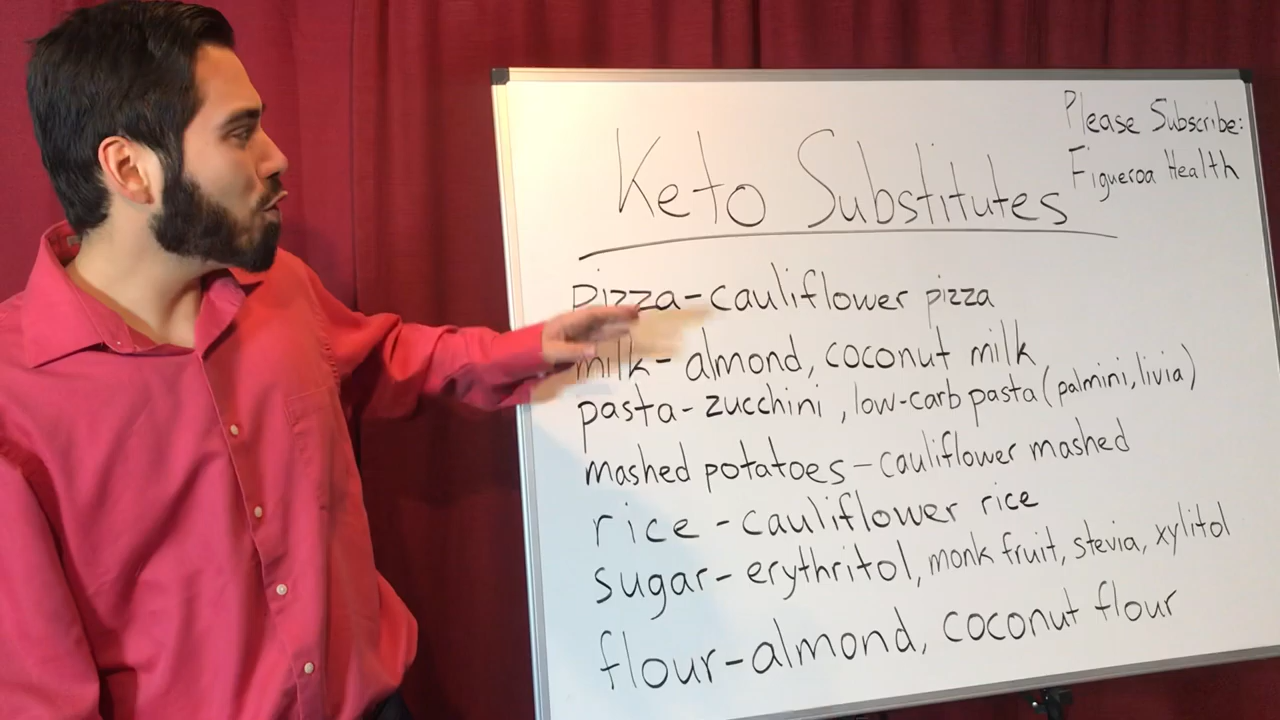 Please Subscribe:
Figueroa Health
Keto Substitutes
pizza-cauliflower pizza
milk- almond, coconut milk
pasta- zucchini, low-carb pasta (palmini, livia)
mashed potatoes - cauliflower mashed
rice - cauliflower rice
sugar- erythritol, monk fruit, stevia, xylitol
flour-almond, coconut flour